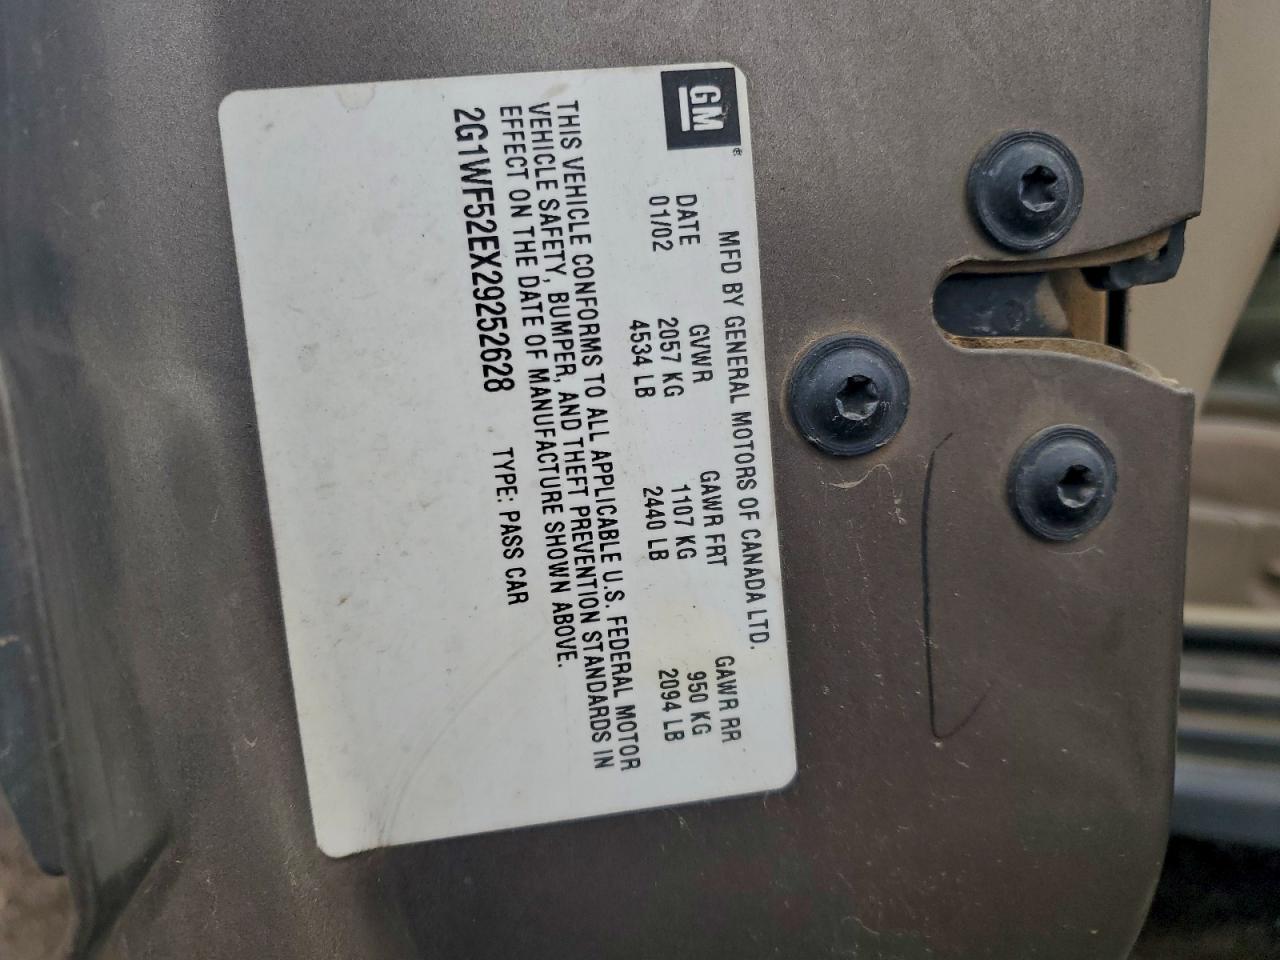 GM
MFD BY GENERAL MOTORS OF CANADA LTD.
DATE GVWR GAWR FRT GAWR RR
01/02 2057 KG 1107 KG 950 KG
4534 LB 2440 LB 2094 LB
THIS VEHICLE CONFORMS TO ALL APPLICABLE U.S. FEDERAL MOTOR
VEHICLE SAFETY, BUMPER, AND THEFT PREVENTION STANDARDS IN
EFFECT ON THE DATE OF MANUFACTURE SHOWN ABOVE.
2G1WF52EX29252628 TYPE: PASS CAR